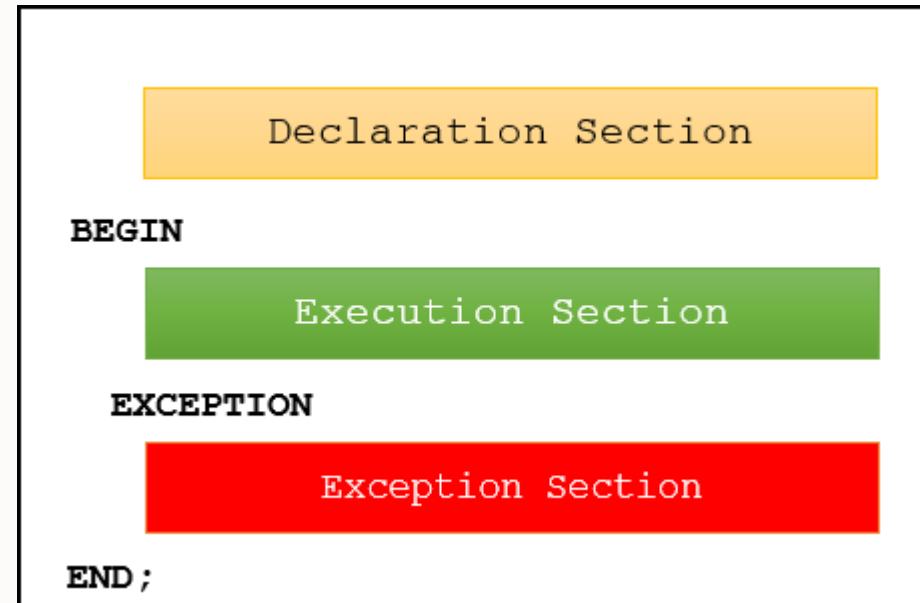 Declaration Section
BEGIN
Execution Section
EXCEPTION
Exception Section
END;